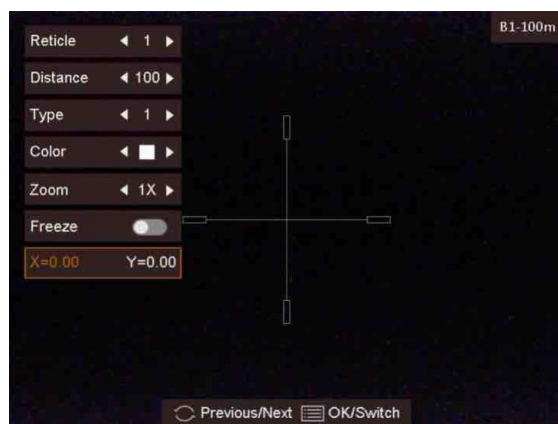 B1-100m
Reticle 1
Distance 100
Type 1
Color
Zoom 1X
Freeze
X=0.00 Y=0.00
Previous/Next OK/Switch